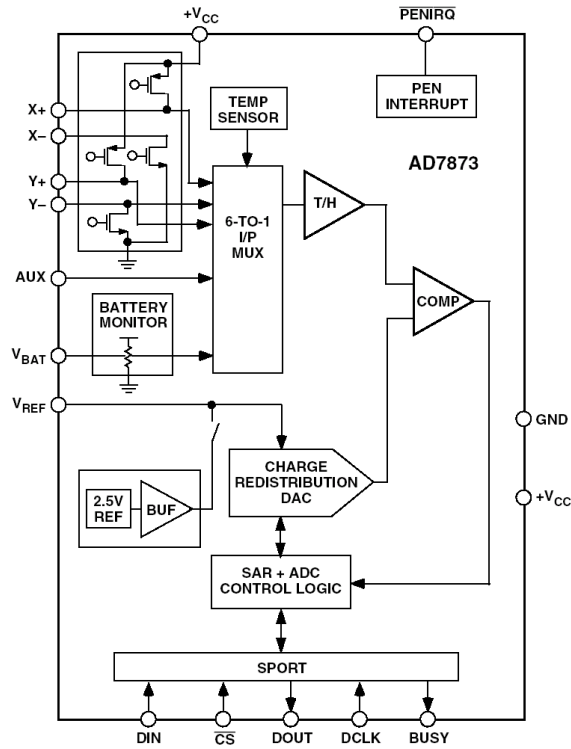 +VCC
PENIRQ
PEN
INTERRUPT
TEMP
SENSOR
X+
X–
Y+
Y–
AD7873
6-TO-1
I/P
MUX
T/H
AUX
COMP
BATTERY
MONITOR
VBAT
VREF
GND
CHARGE
REDISTRIBUTION
DAC
+VCC
2.5V
REF
BUF
SAR + ADC
CONTROL LOGIC
SPORT
DIN
CS
DOUT
DCLK
BUSY